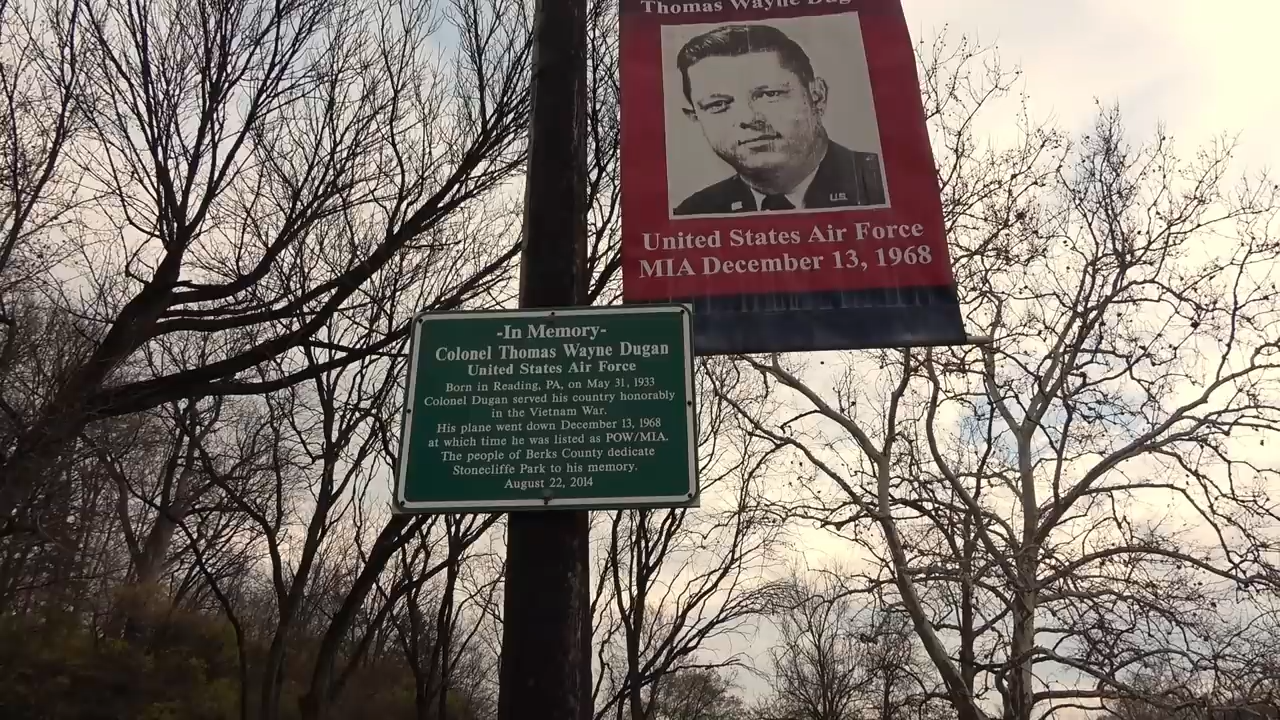 Thomas Wayne Dug
U.S.
United States Air Force
MIA December 13, 1968
-In Memory-
Colonel Thomas Wayne Dugan
United States Air Force
Born in Reading, PA, on May 31, 1933
Colonel Dugan served his country honorably
in the Vietnam War.
His plane went down December 13, 1968
at which time he was listed as POW/MIA.
The people of Berks County dedicate
Stonecliffe Park to his memory.
August 22, 2014